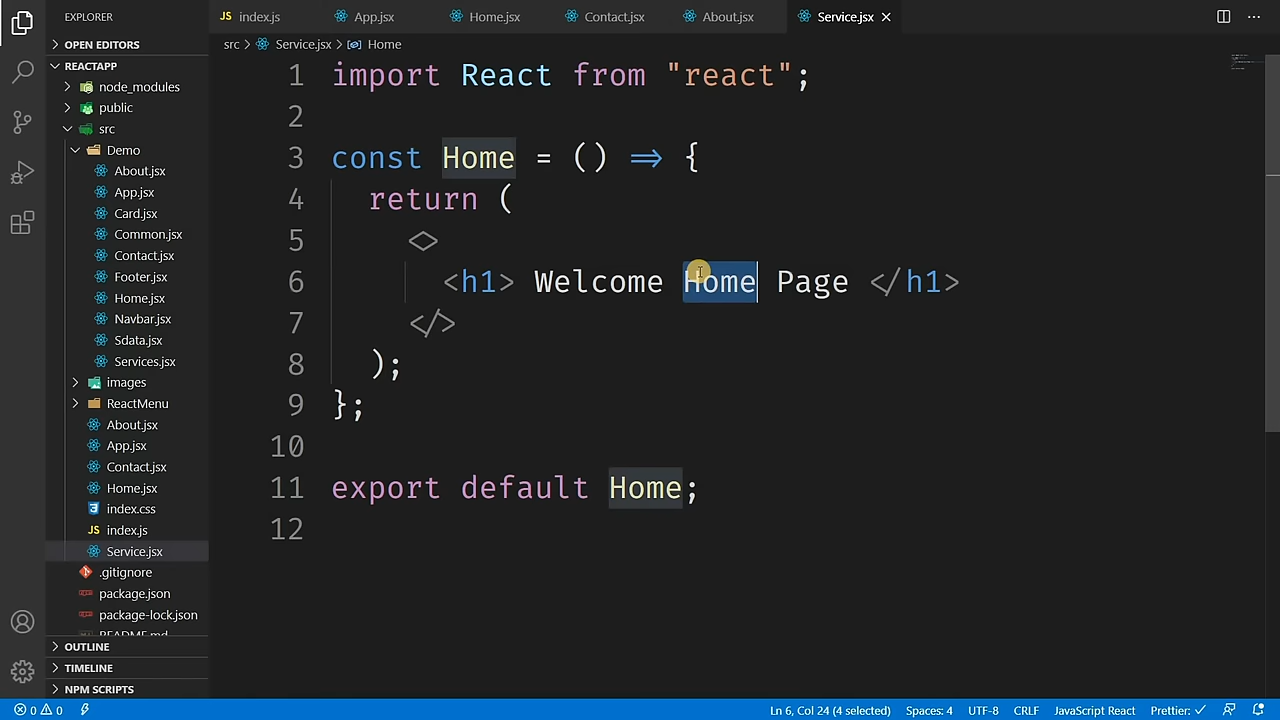 EXPLORER
index.js
App.jsx
Home.jsx
Contact.jsx
About.jsx
Service.jsx
OPEN EDITORS
src > Service.jsx > Home
REACTAPP
node_modules
public
src
Demo
About.jsx
App.jsx
Card.jsx
Common.jsx
Contact.jsx
Footer.jsx
Home.jsx
Navbar.jsx
Sdata.jsx
Services.jsx
images
ReactMenu
About.jsx
App.jsx
Contact.jsx
Home.jsx
index.css
JS index.js
Service.jsx
.gitignore
package.json
package-lock.json
README.md
OUTLINE
TIMELINE
NPM SCRIPTS
1 import React from "react";
2
3 const Home = () => {
4 return (
5 <>
6 <h1> Welcome Home Page </h1>
7 </>
8 );
9 };
10
11 export default Home;
12
0 0
Ln 6, Col 24 (4 selected)
Spaces: 4
UTF-8
CRLF
JavaScript React
Prettier: ✓